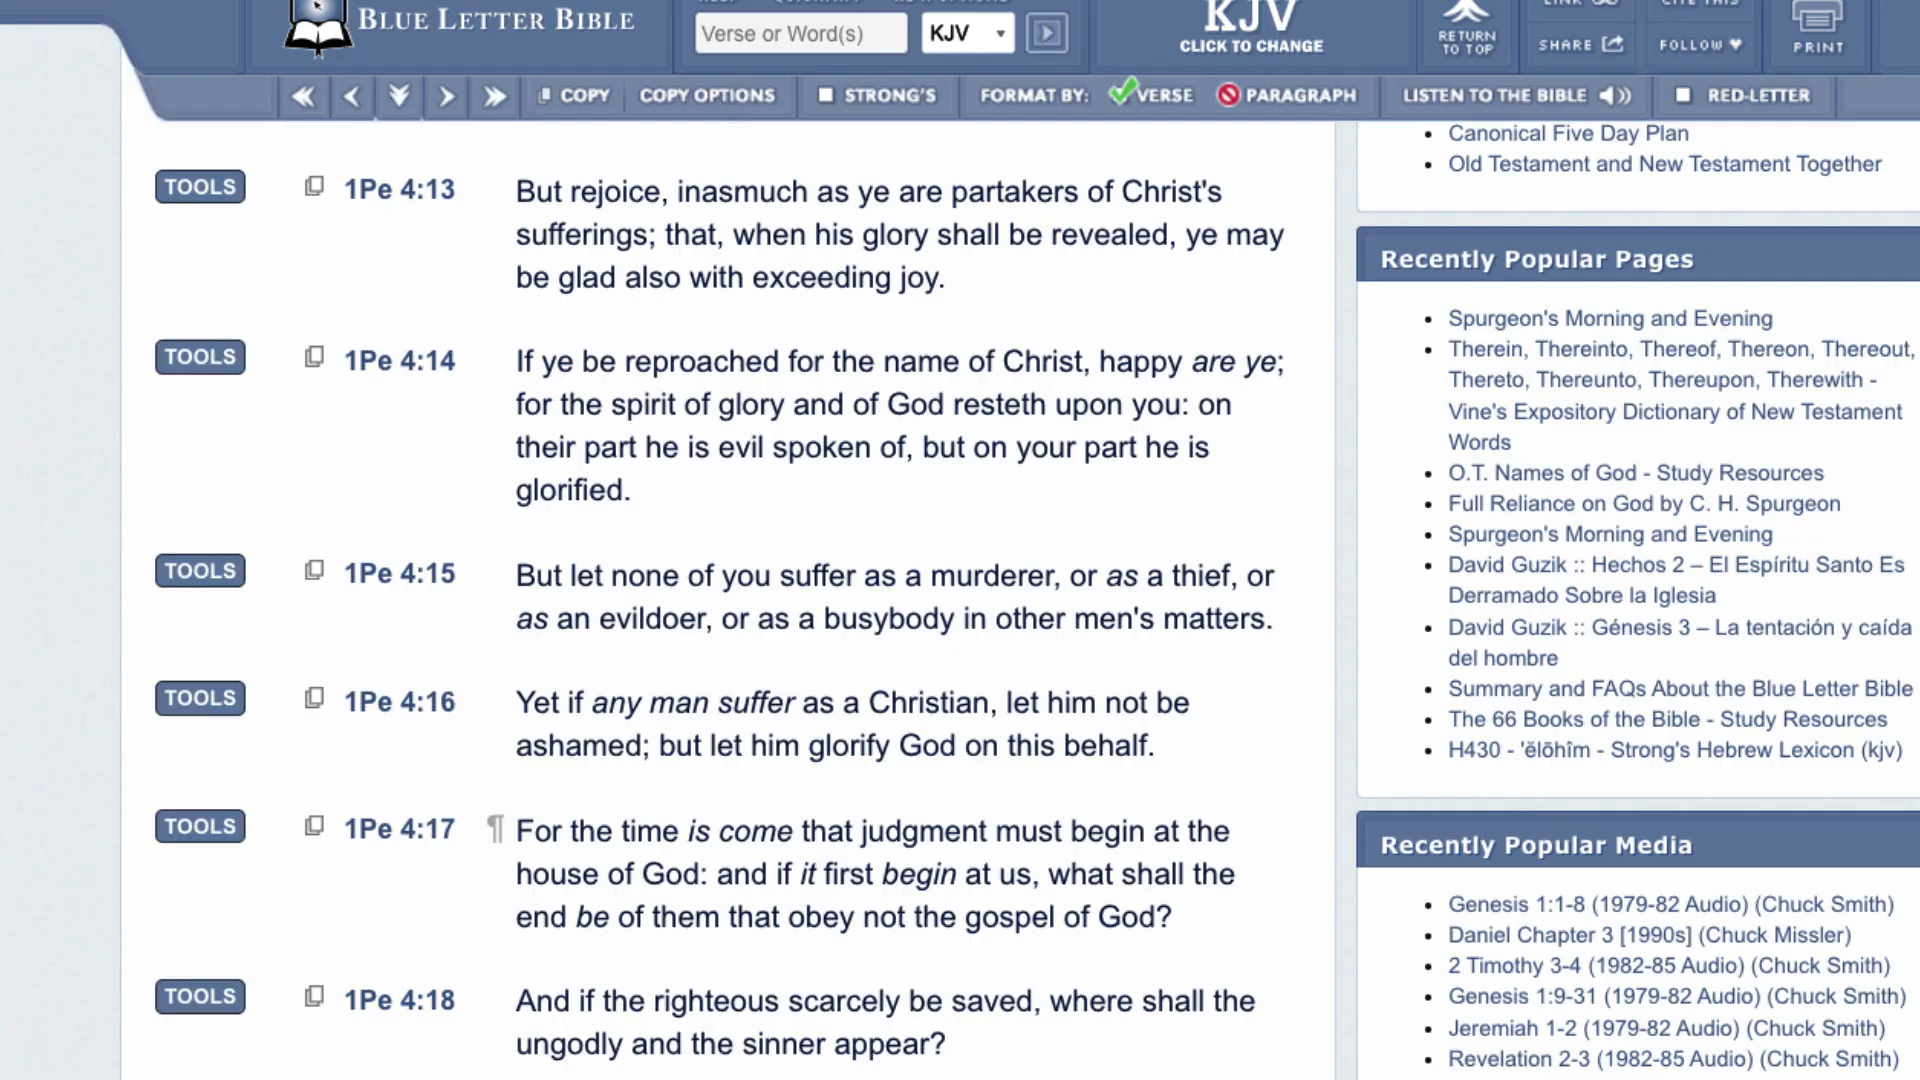 BLUE LETTER BIBLE
Verse or Word(s)
KJV
KJV
CLICK TO CHANGE
RETURN
TO TOP
LINK
SHARE
CITE THIS
FOLLOW
PRINT
COPY
COPY OPTIONS
STRONG'S
FORMAT BY:
VERSE
PARAGRAPH
LISTEN TO THE BIBLE
RED-LETTER
TOOLS
1Pe 4:13
But rejoice, inasmuch as ye are partakers of Christ's
sufferings; that, when his glory shall be revealed, ye may
be glad also with exceeding joy.
TOOLS
1Pe 4:14
If ye be reproached for the name of Christ, happy are ye;
for the spirit of glory and of God resteth upon you: on
their part he is evil spoken of, but on your part he is
glorified.
TOOLS
1Pe 4:15
But let none of you suffer as a murderer, or as a thief, or
as an evildoer, or as a busybody in other men's matters.
TOOLS
1Pe 4:16
Yet if any man suffer as a Christian, let him not be
ashamed; but let him glorify God on this behalf.
TOOLS
1Pe 4:17
¶ For the time is come that judgment must begin at the
house of God: and if it first begin at us, what shall the
end be of them that obey not the gospel of God?
TOOLS
1Pe 4:18
And if the righteous scarcely be saved, where shall the
ungodly and the sinner appear?
Canonical Five Day Plan
Old Testament and New Testament Together
Recently Popular Pages
Spurgeon's Morning and Evening
Therein, Thereinto, Thereof, Thereon, Thereout,
Thereto, Thereunto, Thereupon, Therewith -
Vine's Expository Dictionary of New Testament
Words
O.T. Names of God - Study Resources
Full Reliance on God by C. H. Spurgeon
Spurgeon's Morning and Evening
David Guzik :: Hechos 2 – El Espíritu Santo Es
Derramado Sobre la Iglesia
David Guzik :: Génesis 3 – La tentación y caída
del hombre
Summary and FAQs About the Blue Letter Bible
The 66 Books of the Bible - Study Resources
H430 - 'ĕlōhîm - Strong's Hebrew Lexicon (kjv)
Recently Popular Media
Genesis 1:1-8 (1979-82 Audio) (Chuck Smith)
Daniel Chapter 3 [1990s] (Chuck Missler)
2 Timothy 3-4 (1982-85 Audio) (Chuck Smith)
Genesis 1:9-31 (1979-82 Audio) (Chuck Smith)
Jeremiah 1-2 (1979-82 Audio) (Chuck Smith)
Revelation 2-3 (1982-85 Audio) (Chuck Smith)